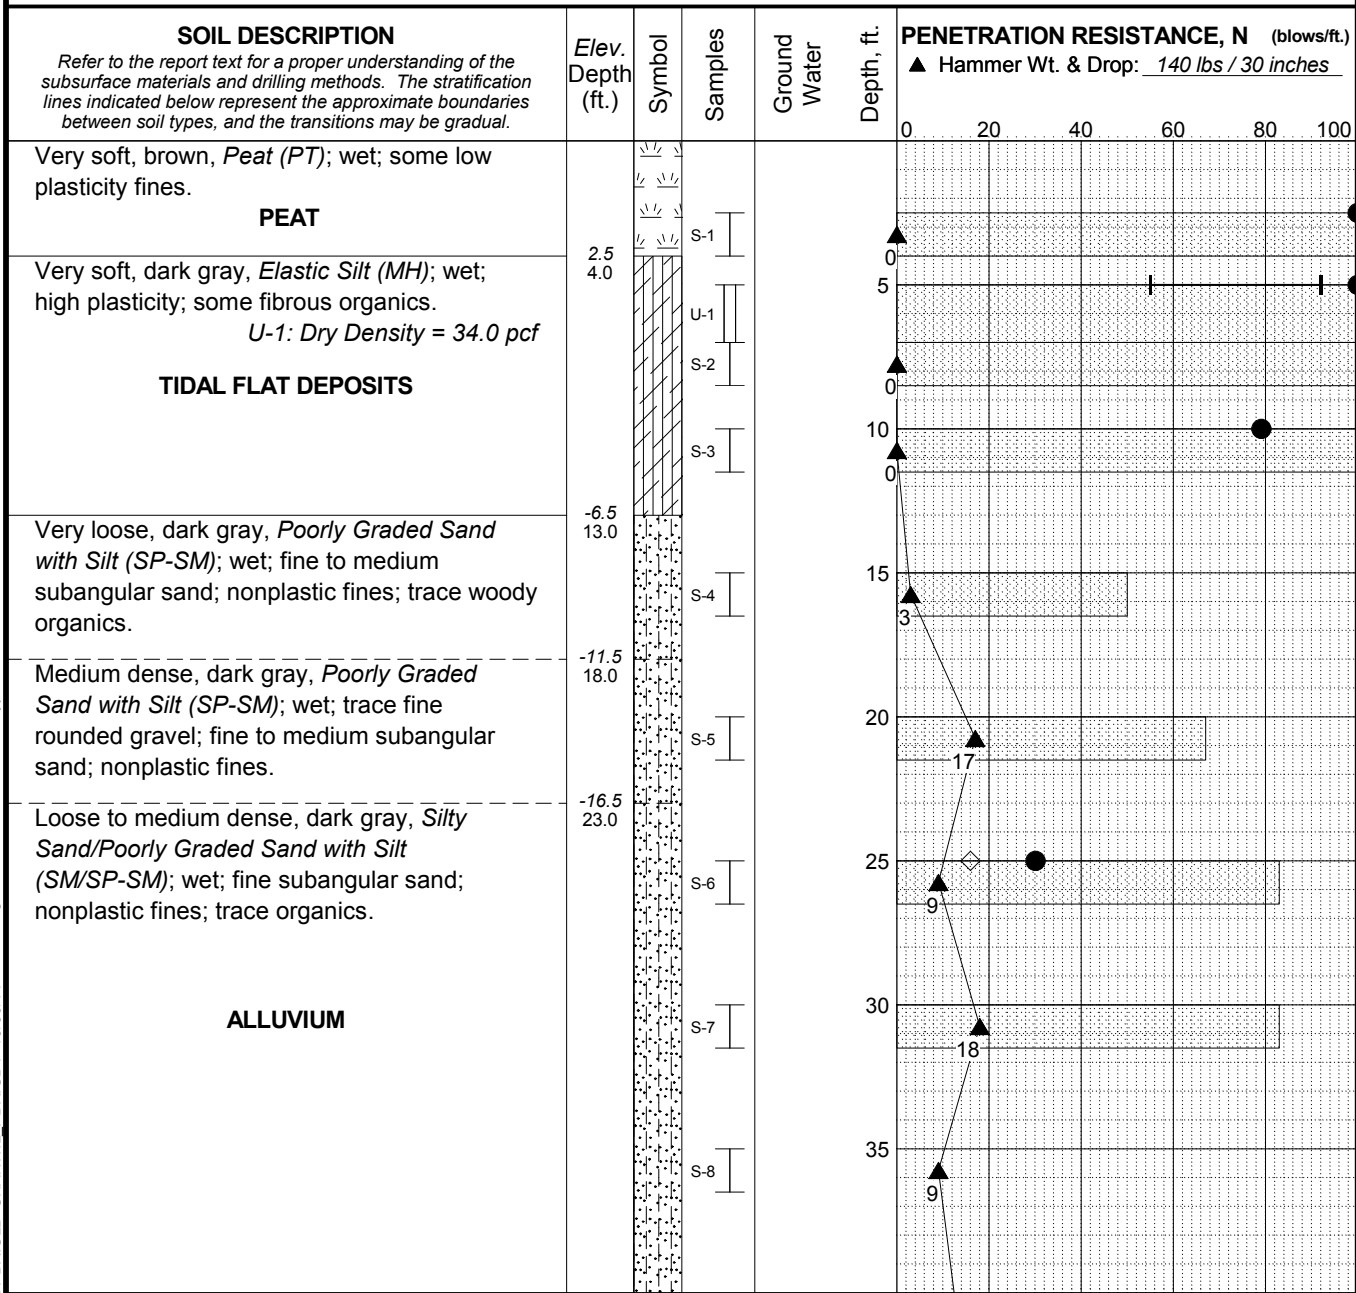 SOIL DESCRIPTION
Refer to the report text for a proper understanding of the
subsurface materials and drilling methods. The stratification
lines indicated below represent the approximate boundaries
between soil types, and the transitions may be gradual.
Elev.
Depth
(ft.)
Symbol
Samples
Ground
Water
Depth, ft.
PENETRATION RESISTANCE, N (blows/ft.)
▲ Hammer Wt. & Drop: 140 lbs / 30 inches
0 20 40 60 80 100
Very soft, brown, Peat (PT); wet; some low
plasticity fines.
PEAT
S-1
2.5
4.0
0
Very soft, dark gray, Elastic Silt (MH); wet;
high plasticity; some fibrous organics.
U-1: Dry Density = 34.0 pcf
5
U-1
S-2
0
TIDAL FLAT DEPOSITS
10
S-3
0
-6.5
13.0
Very loose, dark gray, Poorly Graded Sand
with Silt (SP-SM); wet; fine to medium
subangular sand; nonplastic fines; trace woody
organics.
15
S-4
3
-11.5
18.0
Medium dense, dark gray, Poorly Graded
Sand with Silt (SP-SM); wet; trace fine
rounded gravel; fine to medium subangular
sand; nonplastic fines.
20
S-5
17
-16.5
23.0
Loose to medium dense, dark gray, Silty
Sand/Poorly Graded Sand with Silt
(SM/SP-SM); wet; fine subangular sand;
nonplastic fines; trace organics.
25
S-6
9
ALLUVIUM
30
S-7
18
35
S-8
9